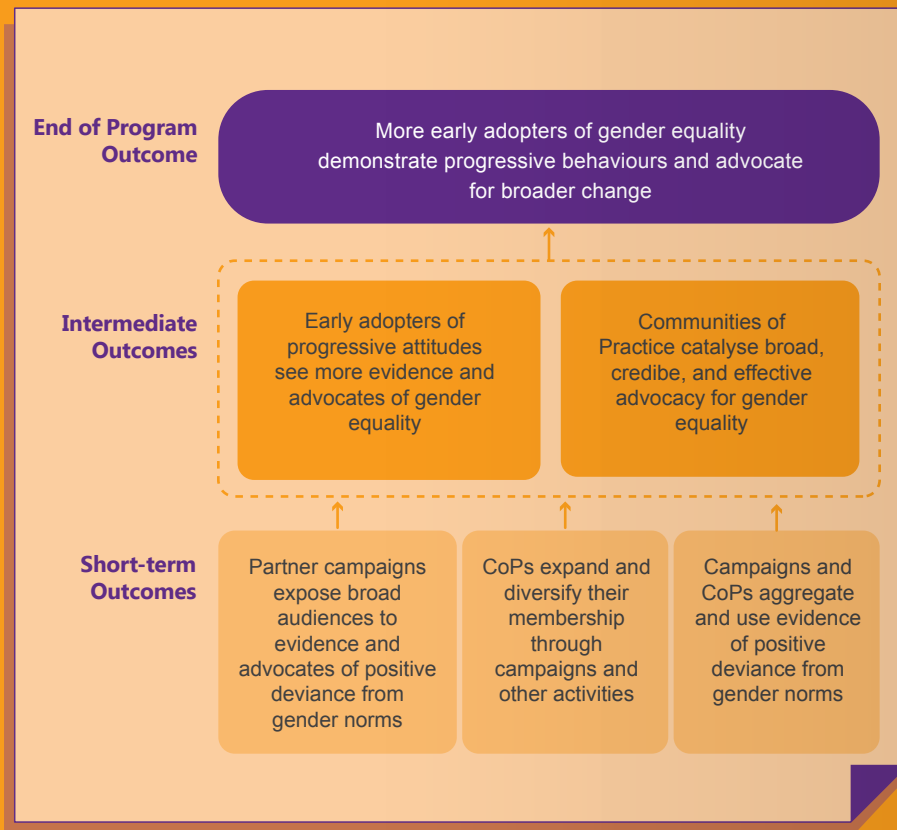 End of Program
Outcome
More early adopters of gender equality
demonstrate progressive behaviours and advocate
for broader change
Intermediate
Outcomes
Early adopters of
progressive attitudes
see more evidence and
advocates of gender
equality
Communities of
Practice catalyse broad,
credibe, and effective
advocacy for gender
equality
Short-term
Outcomes
Partner campaigns
expose broad
audiences to
evidence and
advocates of positive
deviance from
gender norms
CoPs expand and
diversify their
membership
through
campaigns and
other activities
Campaigns and
CoPs aggregate
and use evidence
of positive
deviance from
gender norms